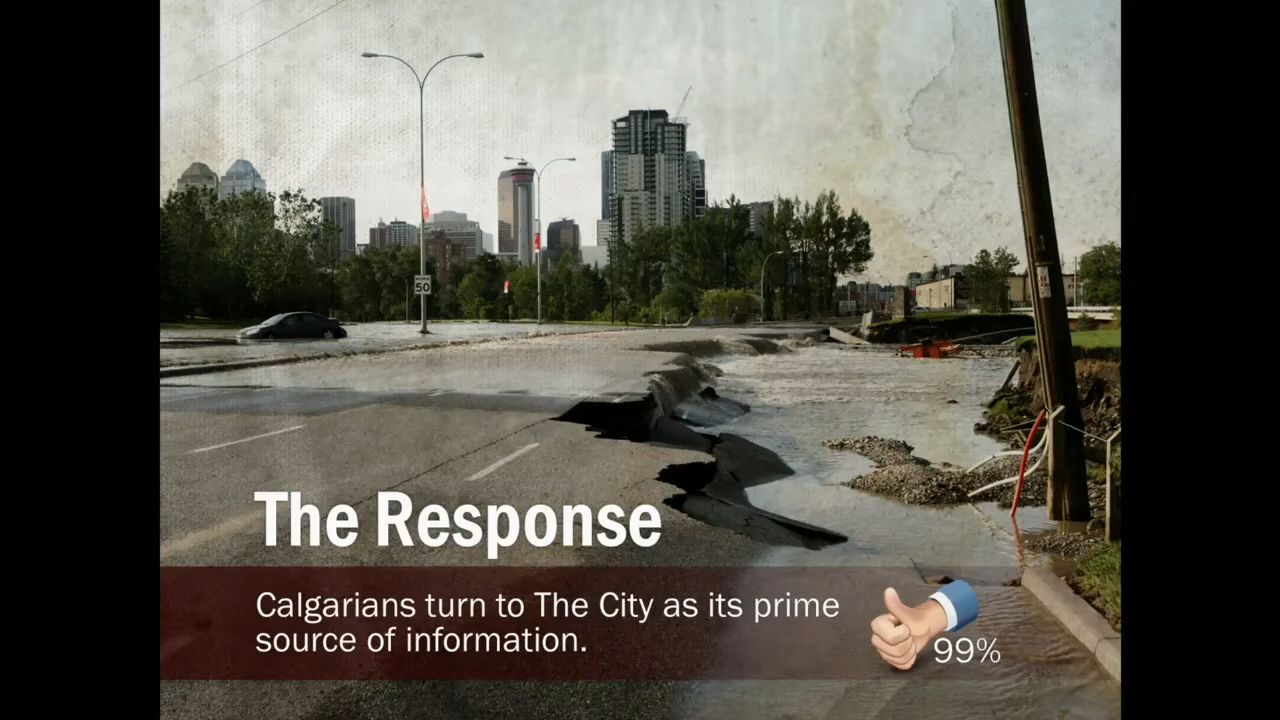 50
The Response
Calgarians turn to The City as its prime
source of information.
99%